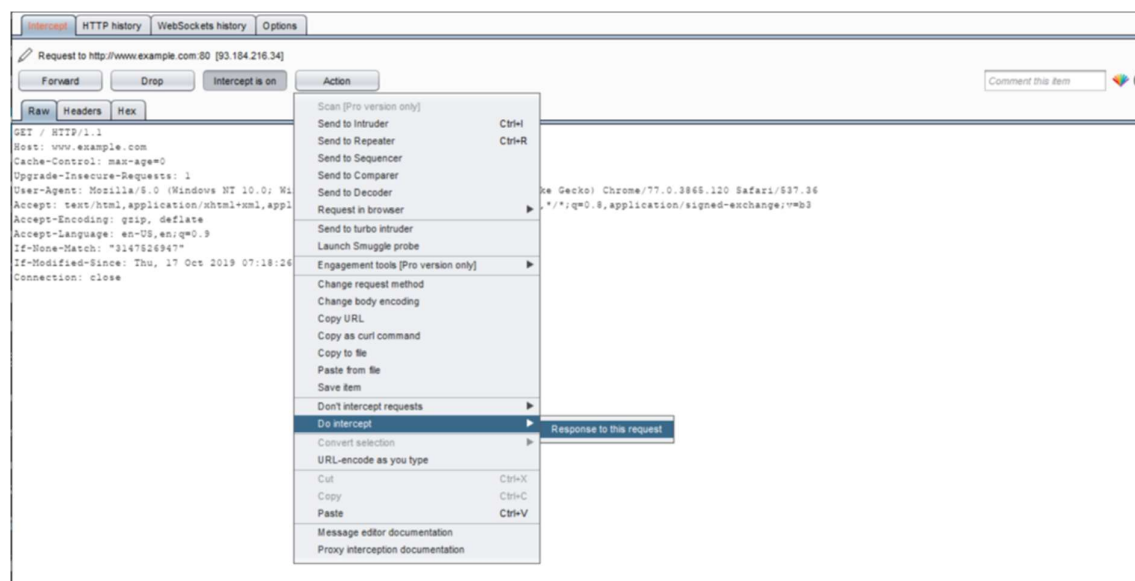 Intercept HTTP history WebSockets history Options
Request to http://www.example.com:80 [93.184.216.34]
Forward Drop Intercept is on Action Comment this item
Raw Headers Hex
GET / HTTP/1.1
Host: www.example.com
Cache-Control: max-age=0
Upgrade-Insecure-Requests: 1
User-Agent: Mozilla/5.0 (Windows NT 10.0; Wi ke Gecko) Chrome/77.0.3865.120 Safari/537.36
Accept: text/html,application/xhtml+xml,appl ,*/*;q=0.8,application/signed-exchange;v=b3
Accept-Encoding: gzip, deflate
Accept-Language: en-US,en;q=0.9
If-None-Match: "3147526947"
If-Modified-Since: Thu, 17 Oct 2019 07:18:26
Connection: close
Scan [Pro version only]
Send to Intruder Ctrl+I
Send to Repeater Ctrl+R
Send to Sequencer
Send to Comparer
Send to Decoder
Request in browser
Send to turbo intruder
Launch Smuggle probe
Engagement tools [Pro version only]
Change request method
Change body encoding
Copy URL
Copy as curl command
Copy to file
Paste from file
Save item
Don't intercept requests
Do intercept
Response to this request
Convert selection
URL-encode as you type
Cut Ctrl+X
Copy Ctrl+C
Paste Ctrl+V
Message editor documentation
Proxy interception documentation